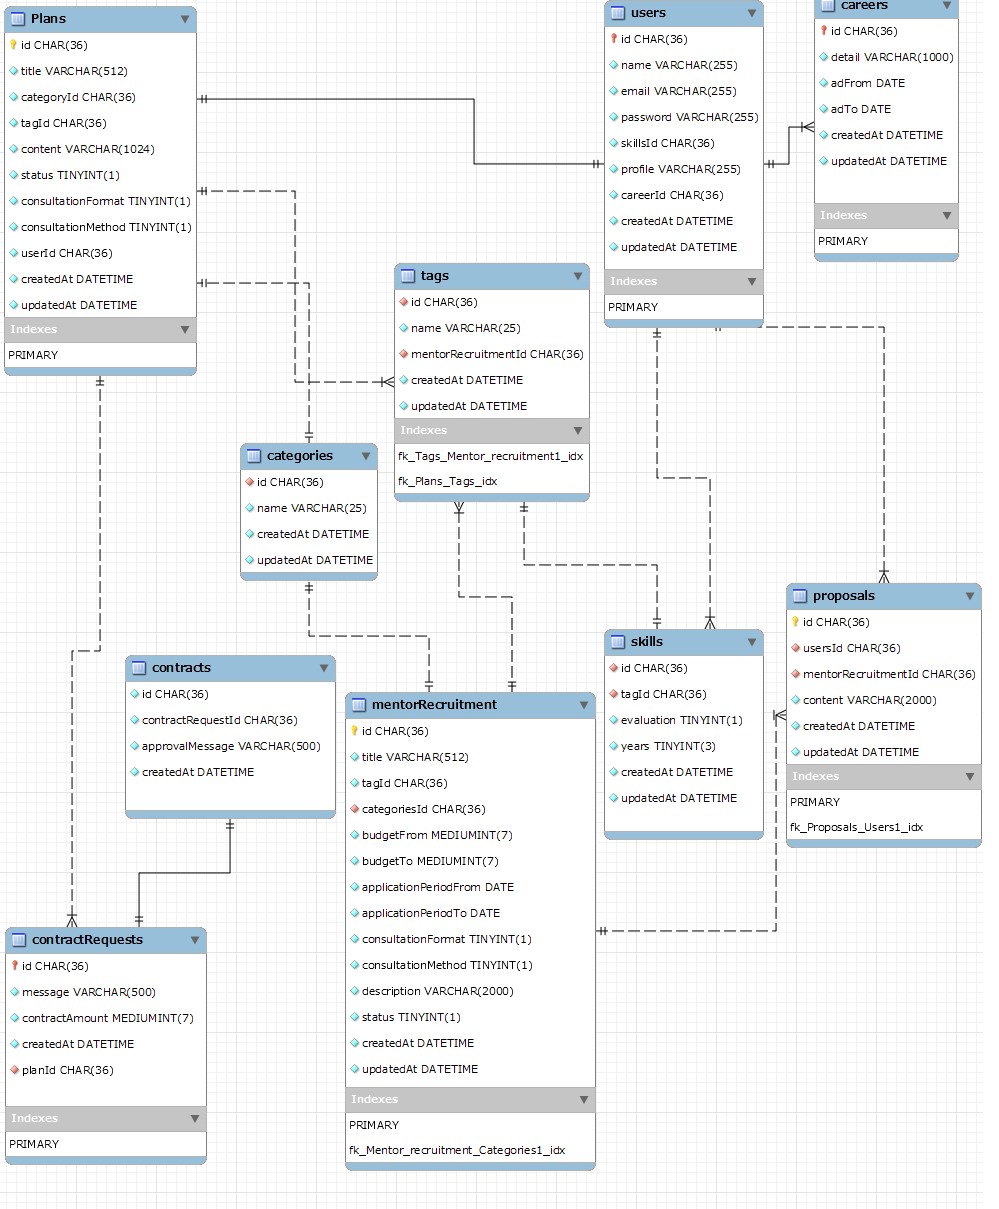 Plans
id CHAR(36)
title VARCHAR(512)
categoryId CHAR(36)
tagId CHAR(36)
content VARCHAR(1024)
status TINYINT(1)
consultationFormat TINYINT(1)
consultationMethod TINYINT(1)
userId CHAR(36)
createdAt DATETIME
updatedAt DATETIME
Indexes
PRIMARY
users
id CHAR(36)
name VARCHAR(255)
email VARCHAR(255)
password VARCHAR(255)
skillsId CHAR(36)
profile VARCHAR(255)
careerId CHAR(36)
createdAt DATETIME
updatedAt DATETIME
Indexes
PRIMARY
careers
id CHAR(36)
detail VARCHAR(1000)
adFrom DATE
adTo DATE
createdAt DATETIME
updatedAt DATETIME
Indexes
PRIMARY
tags
id CHAR(36)
name VARCHAR(25)
mentorRecruitmentId CHAR(36)
createdAt DATETIME
updatedAt DATETIME
Indexes
fk_Tags_Mentor_recruitment1_idx
fk_Plans_Tags_idx
categories
id CHAR(36)
name VARCHAR(25)
createdAt DATETIME
updatedAt DATETIME
contracts
id CHAR(36)
contractRequestId CHAR(36)
approvalMessage VARCHAR(500)
createdAt DATETIME
mentorRecruitment
id CHAR(36)
title VARCHAR(512)
tagId CHAR(36)
categoriesId CHAR(36)
budgetFrom MEDIUMINT(7)
budgetTo MEDIUMINT(7)
applicationPeriodFrom DATE
applicationPeriodTo DATE
consultationFormat TINYINT(1)
consultationMethod TINYINT(1)
description VARCHAR(2000)
status TINYINT(1)
createdAt DATETIME
updatedAt DATETIME
Indexes
PRIMARY
fk_Mentor_recruitment_Categories1_idx
skills
id CHAR(36)
tagId CHAR(36)
evaluation TINYINT(1)
years TINYINT(3)
createdAt DATETIME
updatedAt DATETIME
proposals
id CHAR(36)
usersId CHAR(36)
mentorRecruitmentId CHAR(36)
content VARCHAR(2000)
createdAt DATETIME
updatedAt DATETIME
Indexes
PRIMARY
fk_Proposals_Users1_idx
contractRequests
id CHAR(36)
message VARCHAR(500)
contractAmount MEDIUMINT(7)
createdAt DATETIME
planId CHAR(36)
Indexes
PRIMARY